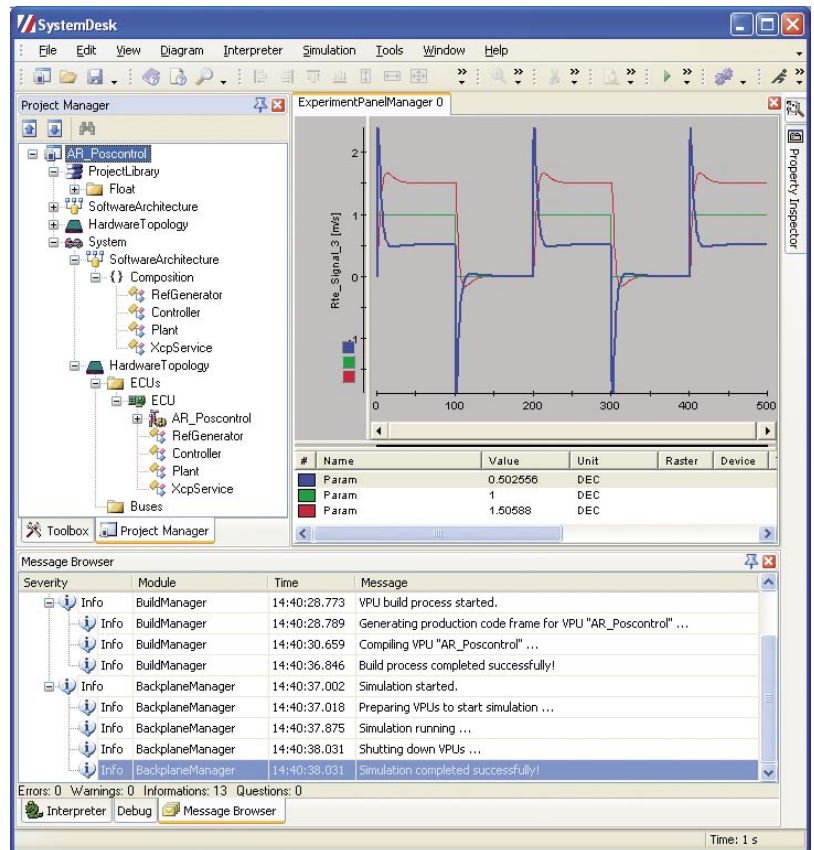 SystemDesk
File Edit View Diagram Interpreter Simulation Tools Window Help
Project Manager
AR_Poscontrol
ProjectLibrary
Float
SoftwareArchitecture
HardwareTopology
System
SoftwareArchitecture
{} Composition
RefGenerator
Controller
Plant
XcpService
HardwareTopology
ECUs
ECU
AR_Poscontrol
RefGenerator
Controller
Plant
XcpService
Buses
Toolbox Project Manager
ExperimentPanelManager 0
Rte_Signal_3 [m/s]
2
1
0
-1
0 100 200 300 400 500
# Name Value Unit Raster Device
Param 0.502556 DEC
Param 1 DEC
Param 1.50588 DEC
Property Inspector
Message Browser
Severity Module Time Message
Info BuildManager 14:40:28.773 VPU build process started.
Info BuildManager 14:40:28.789 Generating production code frame for VPU "AR_Poscontrol" ...
Info BuildManager 14:40:30.659 Compiling VPU "AR_Poscontrol" ...
Info BuildManager 14:40:36.846 Build process completed successfully!
Info BackplaneManager 14:40:37.002 Simulation started.
Info BackplaneManager 14:40:37.018 Preparing VPUs to start simulation ...
Info BackplaneManager 14:40:37.875 Simulation running ...
Info BackplaneManager 14:40:38.031 Shutting down VPUs ...
Info BackplaneManager 14:40:38.031 Simulation completed successfully!
Errors: 0 Warnings: 0 Informations: 13 Questions: 0
Interpreter Debug Message Browser
Time: 1 s